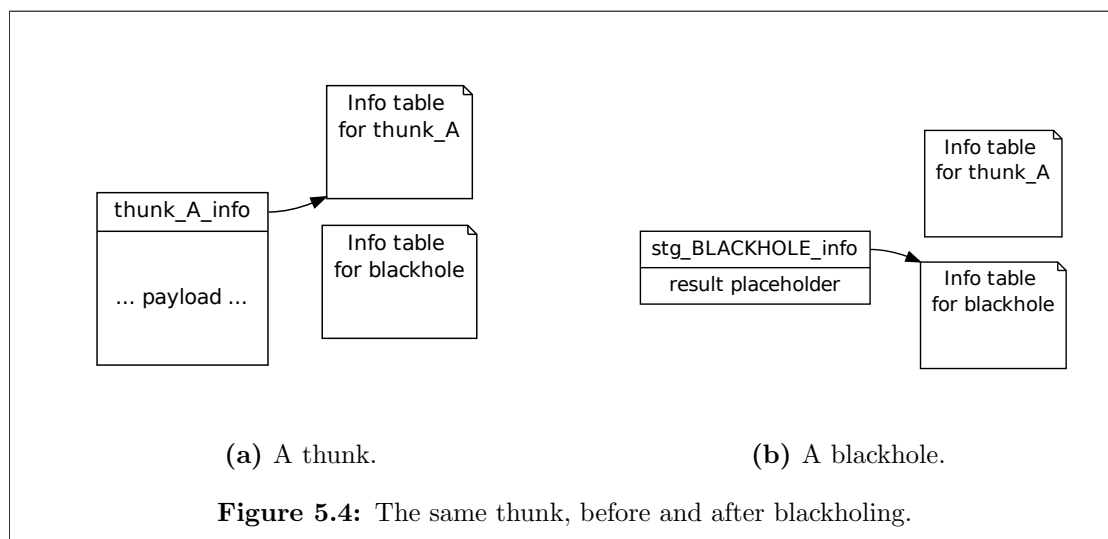 Info table
for thunk_A
thunk_A_info
... payload ...
Info table
for blackhole
Info table
for thunk_A
stg_BLACKHOLE_info
result placeholder
Info table
for blackhole
(a) A thunk.
(b) A blackhole.
Figure 5.4: The same thunk, before and after blackholing.